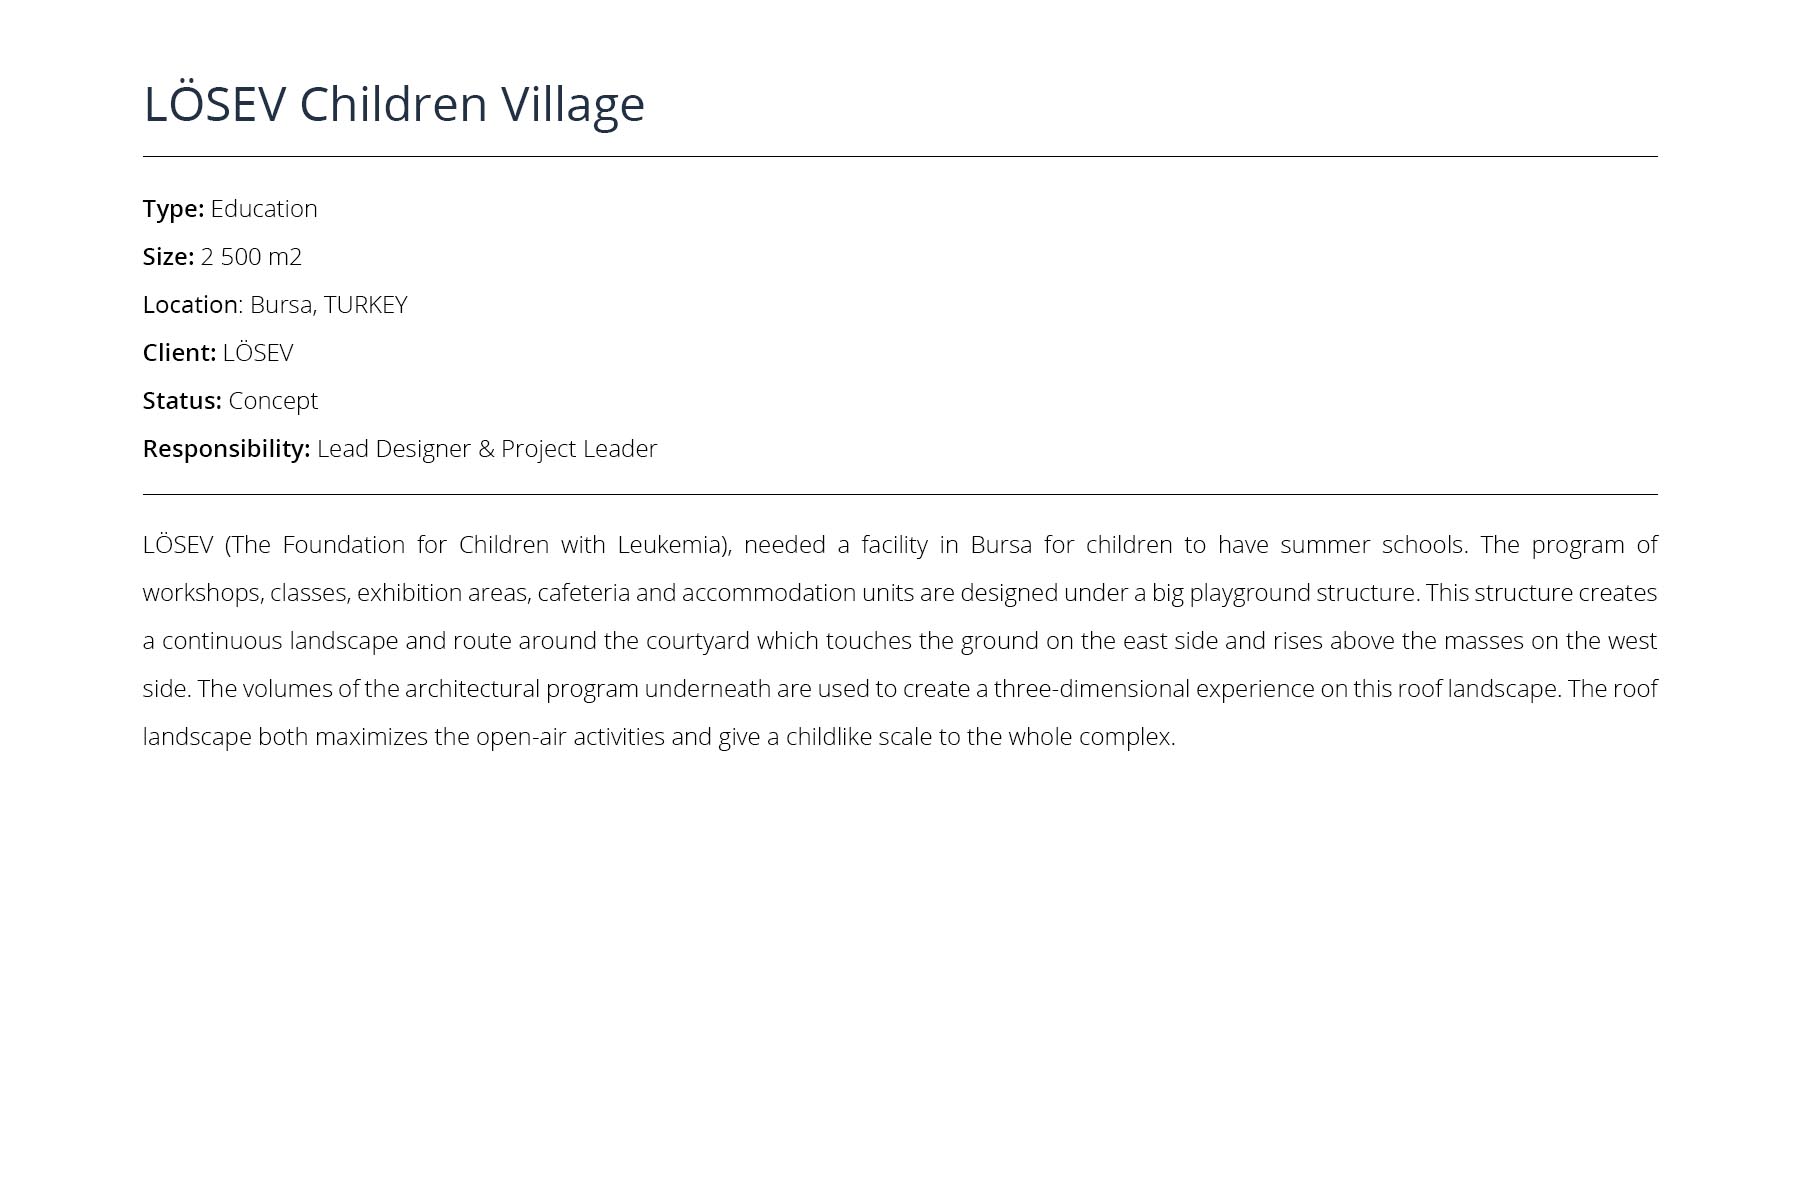 LÖSEV Children Village
Type: Education
Size: 2 500 m2
Location: Bursa, TURKEY
Client: LÖSEV
Status: Concept
Responsibility: Lead Designer & Project Leader
LÖSEV (The Foundation for Children with Leukemia), needed a facility in Bursa for children to have summer schools. The program of
workshops, classes, exhibition areas, cafeteria and accommodation units are designed under a big playground structure. This structure creates
a continuous landscape and route around the courtyard which touches the ground on the east side and rises above the masses on the west
side. The volumes of the architectural program underneath are used to create a three-dimensional experience on this roof landscape. The roof
landscape both maximizes the open-air activities and give a childlike scale to the whole complex.